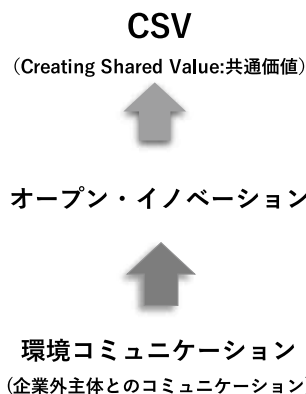 CSV
（Creating Shared Value:共通価値）
オープン・イノベーション
環境コミュニケーション
(企業外主体とのコミュニケーション)